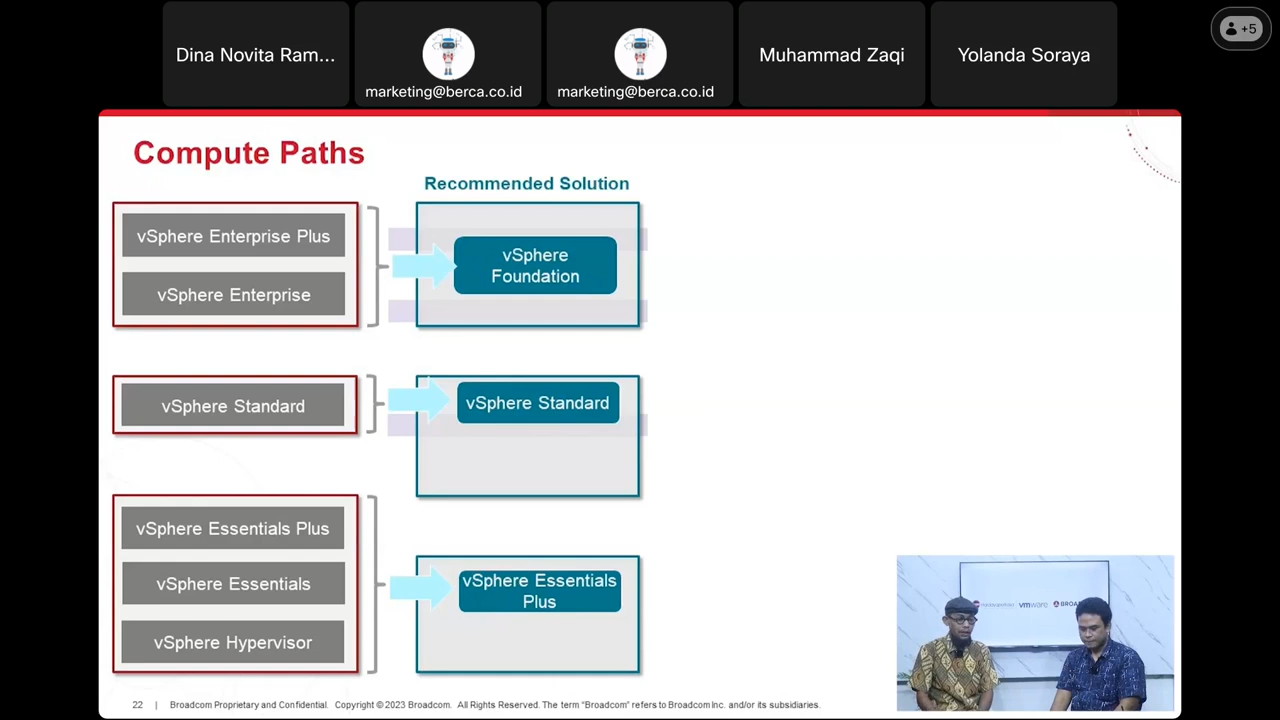 Dina Novita Ram...
marketing@berca.co.id
marketing@berca.co.id
Muhammad Zaqi
Yolanda Soraya
+5
Compute Paths
Recommended Solution
vSphere Enterprise Plus
vSphere Enterprise
vSphere
Foundation
vSphere Standard
vSphere Standard
vSphere Essentials Plus
vSphere Essentials
vSphere Hypervisor
vSphere Essentials
Plus
vmware
22 | Broadcom Proprietary and Confidential. Copyright © 2023 Broadcom. All Rights Reserved. The term “Broadcom” refers to Broadcom Inc. and/or its subsidiaries.